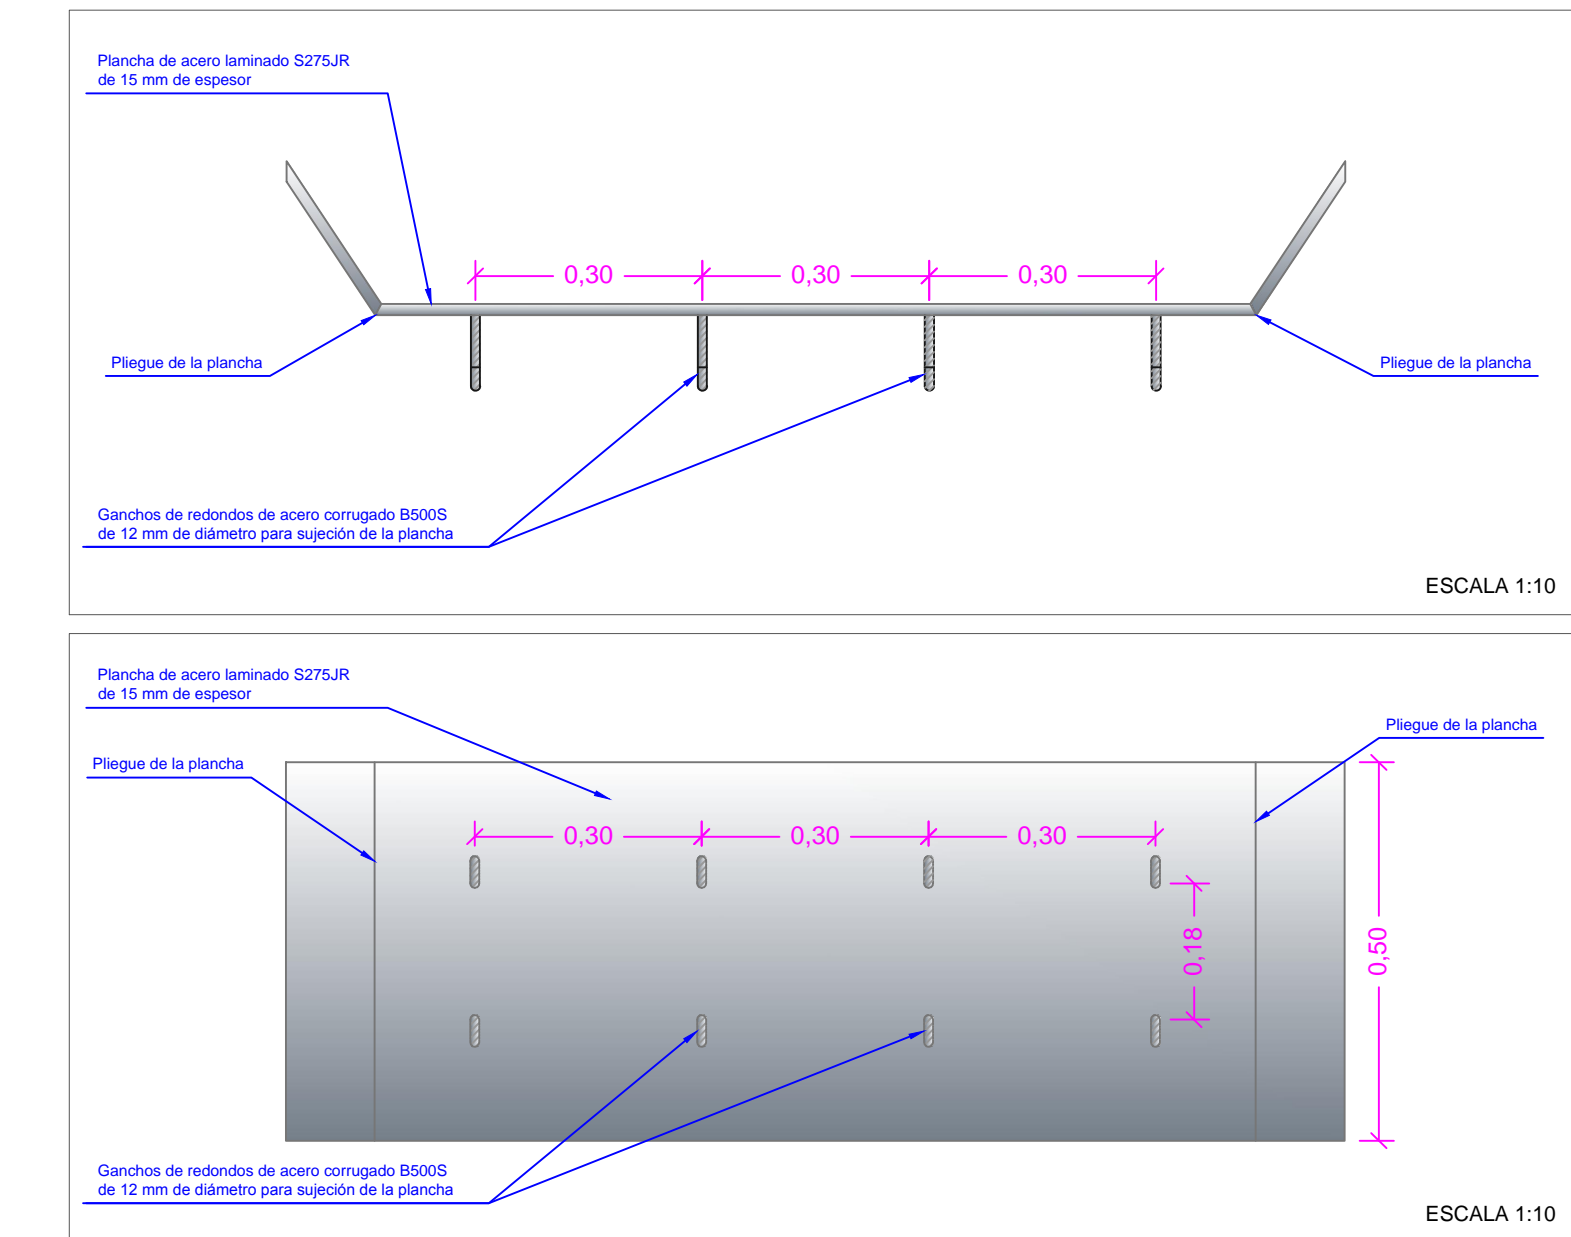 Plancha de acero laminado S275JR
de 15 mm de espesor
0,30
0,30
0,30
Pliegue de la plancha
Pliegue de la plancha
Ganchos de redondos de acero corrugado B500S
de 12 mm de diámetro para sujeción de la plancha
ESCALA 1:10
Plancha de acero laminado S275JR
de 15 mm de espesor
Pliegue de la plancha
Pliegue de la plancha
0,30
0,30
0,30
0,18
0,50
Ganchos de redondos de acero corrugado B500S
de 12 mm de diámetro para sujeción de la plancha
ESCALA 1:10